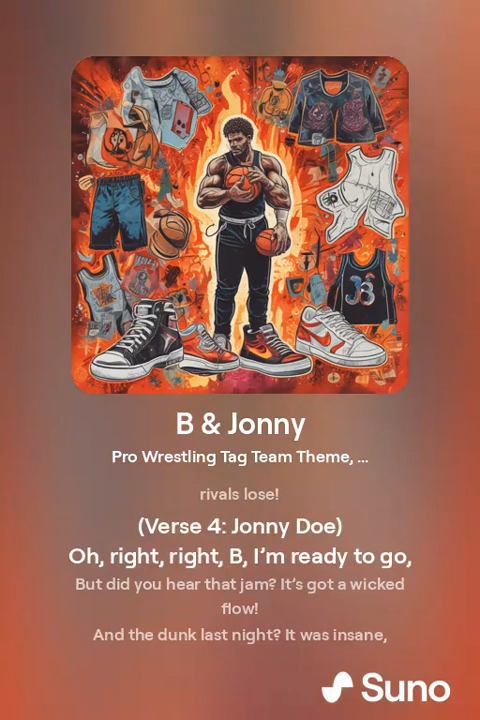 B & Jonny
Pro Wrestling Tag Team Theme, ...
rivals lose!
(Verse 4: Jonny Doe)
Oh, right, right, B, I'm ready to go,
But did you hear that jam? It's got a wicked
flow!
And the dunk last night? It was insane,
Suno